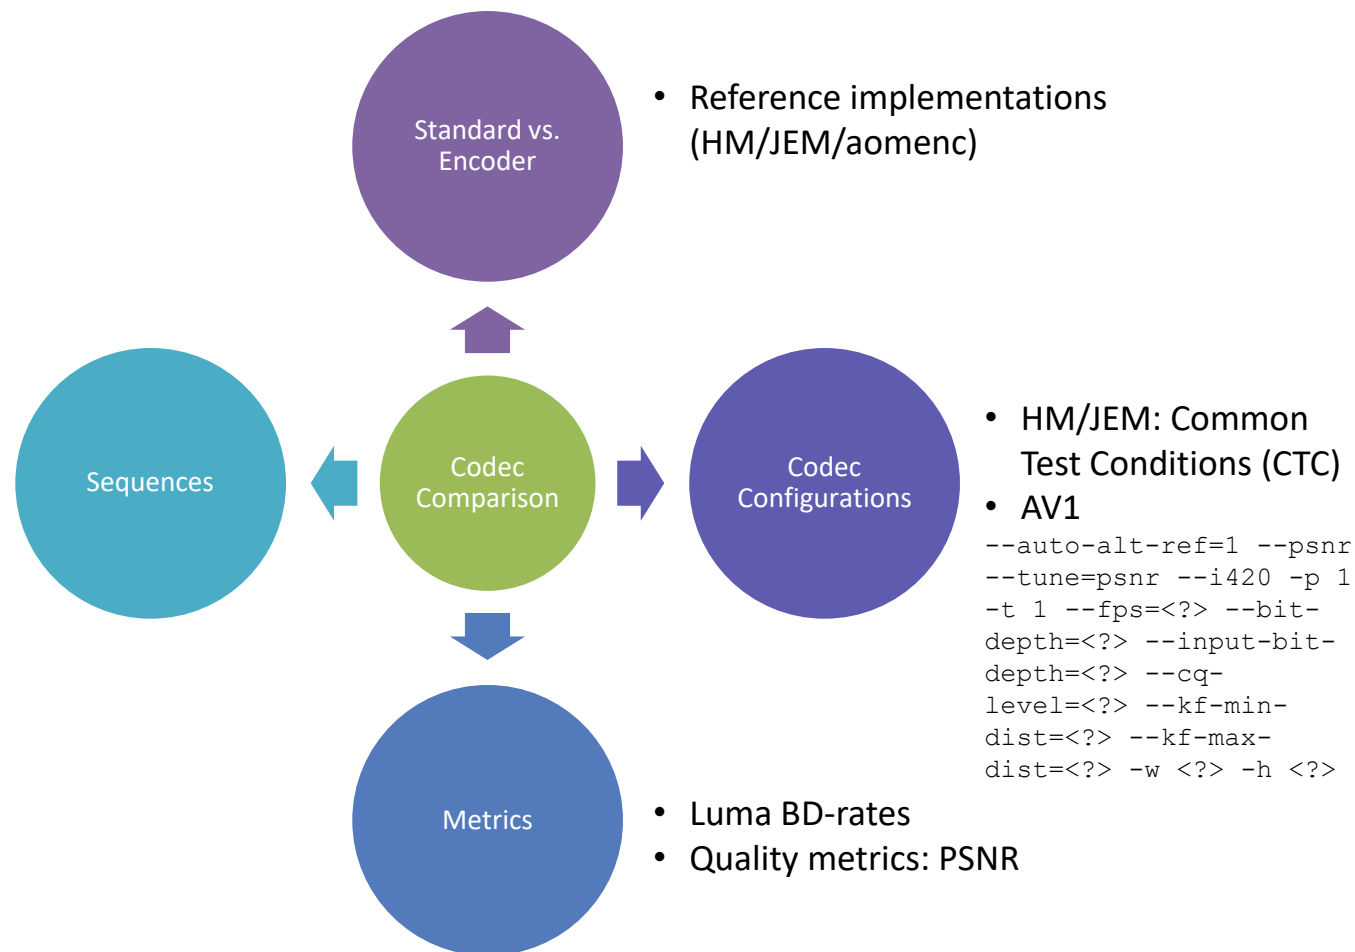 Standard vs.
Encoder
• Reference implementations
(HM/JEM/aomenc)
Sequences
Codec
Comparison
Codec
Configurations
• HM/JEM: Common
Test Conditions (CTC)
• AV1
--auto-alt-ref=1 --psnr
--tune=psnr --i420 -p 1
-t 1 --fps=<?> --bit-
depth=<?> --input-bit-
depth=<?> --cq-
level=<?> --kf-min-
dist=<?> --kf-max-
dist=<?> -w <?> -h <?>
Metrics
• Luma BD-rates
• Quality metrics: PSNR